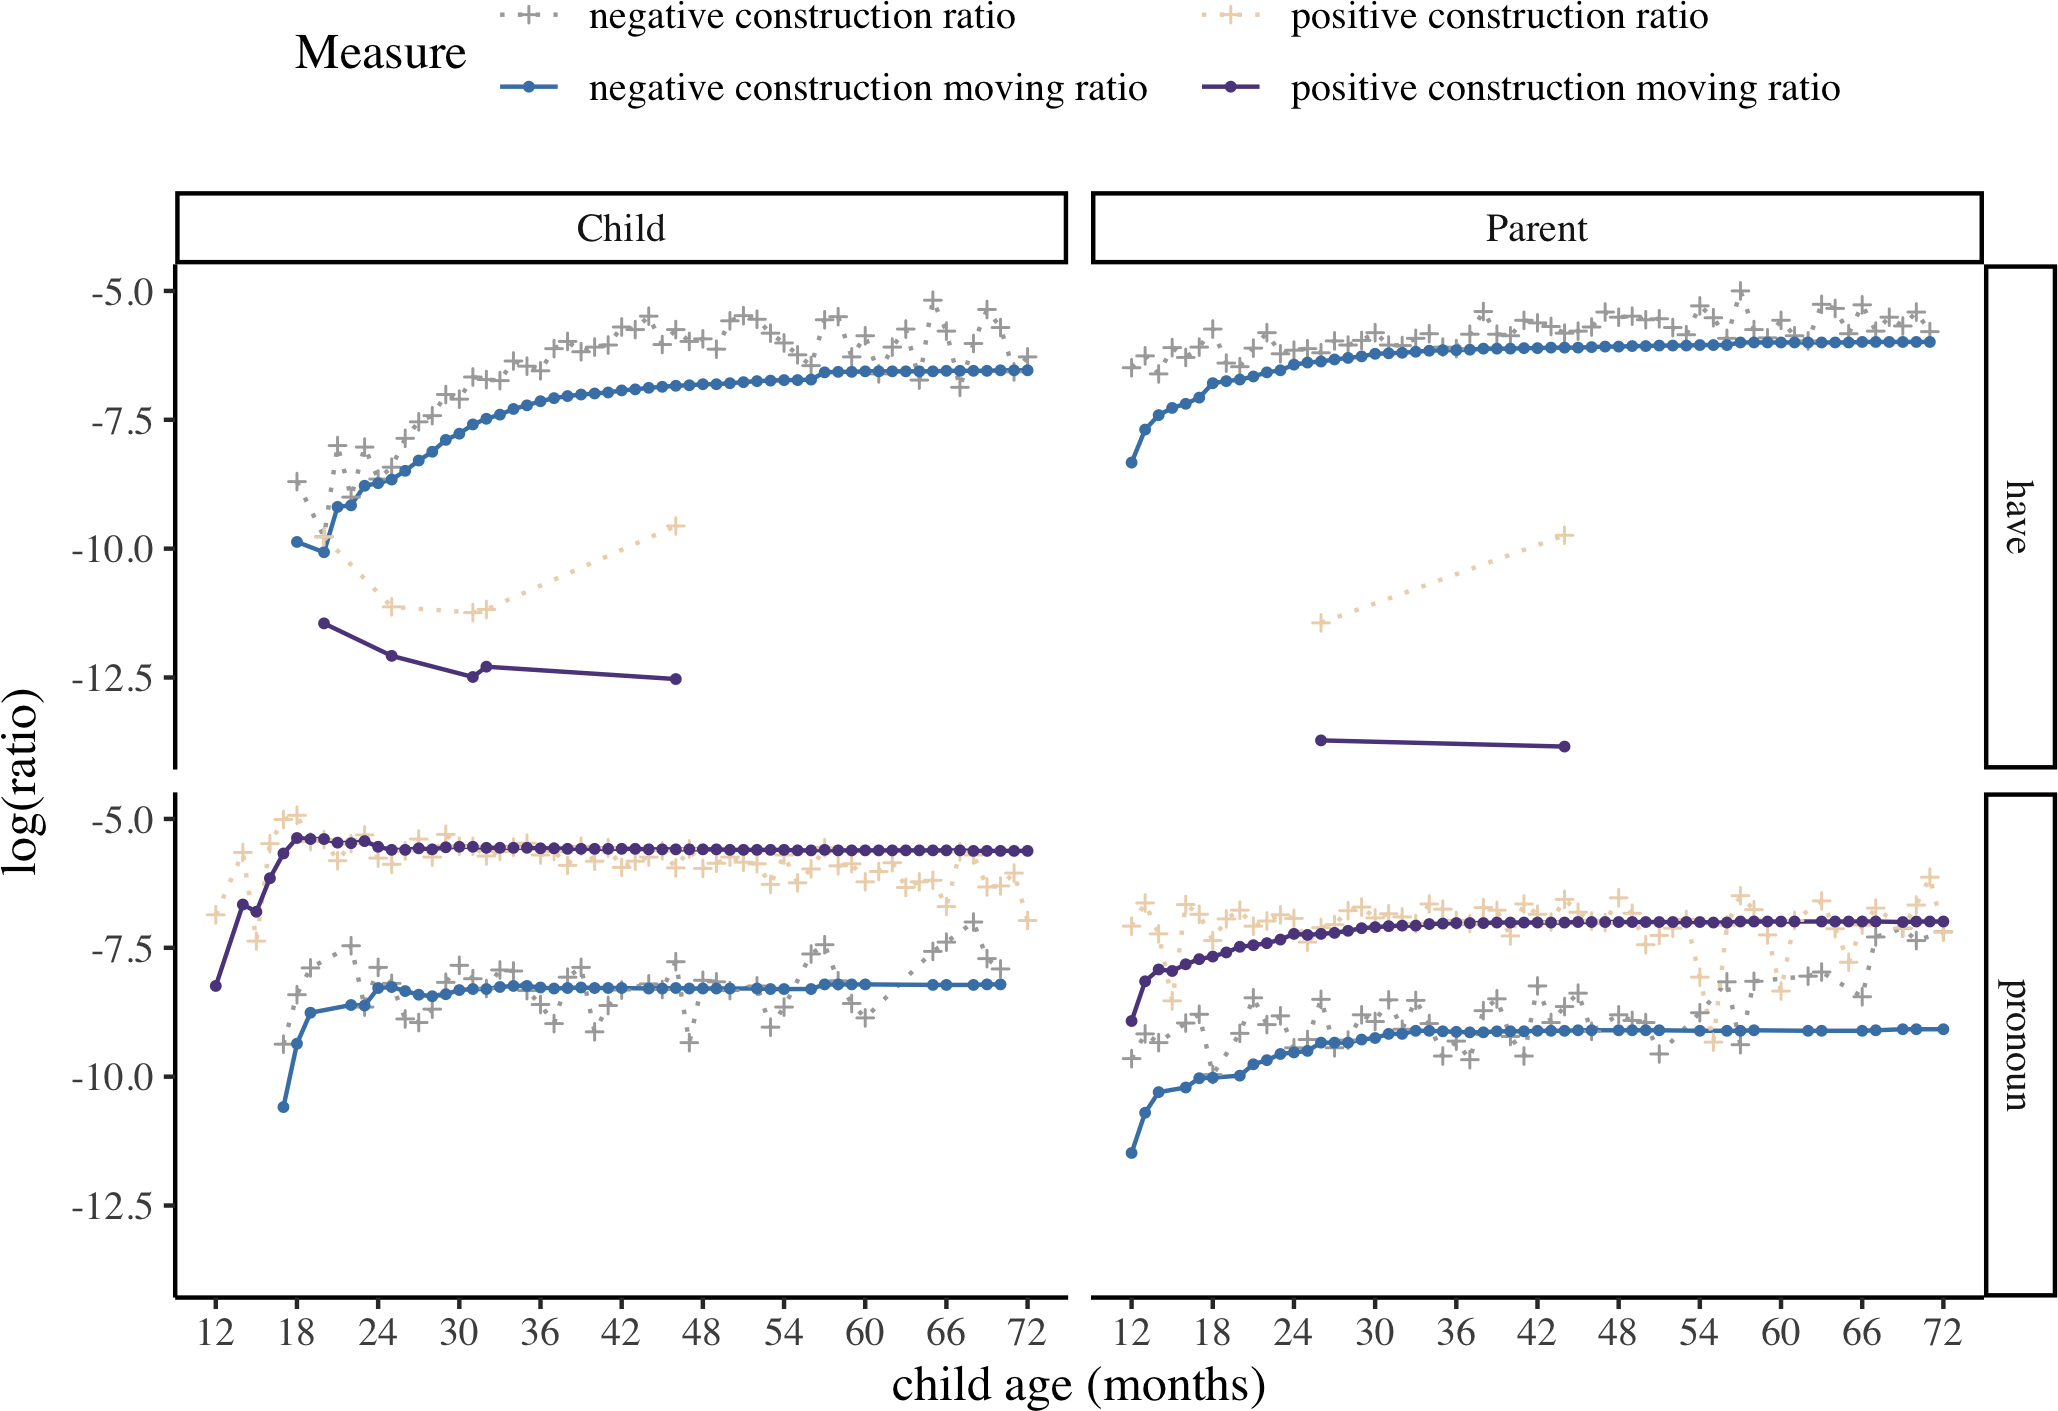 Measure
negative construction ratio
positive construction ratio
negative construction moving ratio
positive construction moving ratio
Child
Parent
have
pronoun
log(ratio)
-5.0
-7.5
-10.0
-12.5
-5.0
-7.5
-10.0
-12.5
12 18 24 30 36 42 48 54 60 66 72
12 18 24 30 36 42 48 54 60 66 72
child age (months)